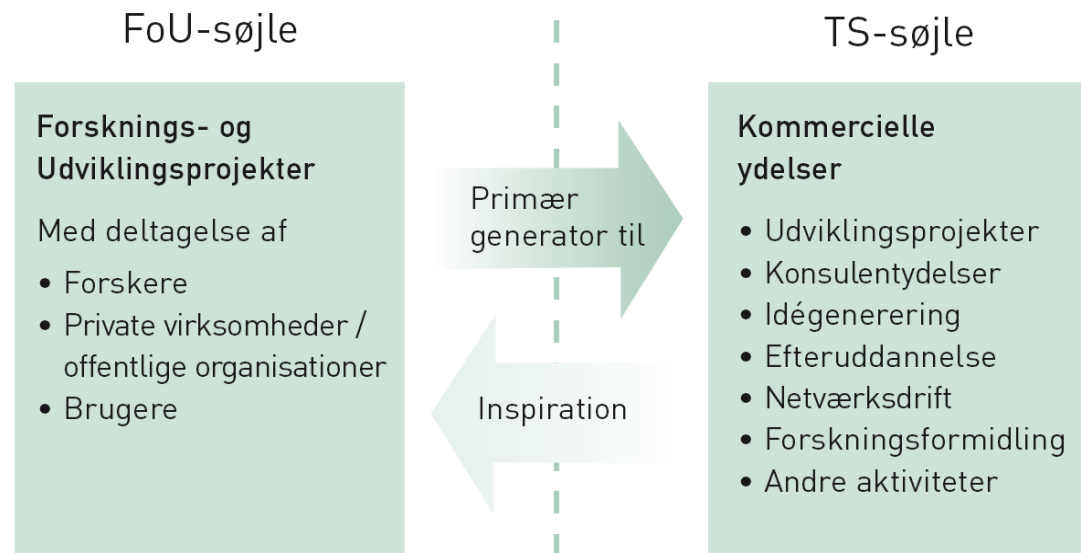 FoU-søjle
Forsknings- og
Udviklingsprojekter
Med deltagelse af
• Forskere
• Private virksomheder /
offentlige organisationer
• Brugere
Primær
generator til
Inspiration
TS-søjle
Kommercielle
ydelser
• Udviklingsprojekter
• Konsulentydelser
• Idégenerering
• Efteruddannelse
• Netværksdrift
• Forskningsformidling
• Andre aktiviteter